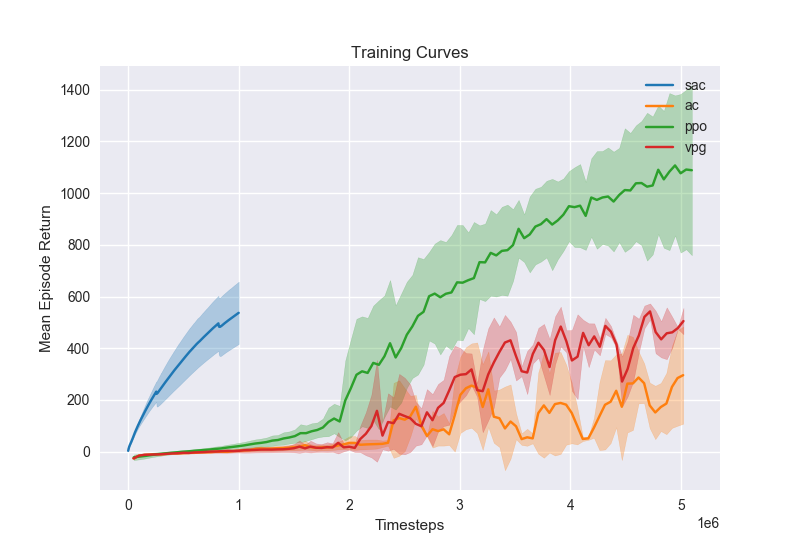 Training Curves
1400
1200
1000
800
600
400
200
0
Mean Episode Return
sac
ac
ppo
vpg
0 1 2 3 4 5
1e6
Timesteps